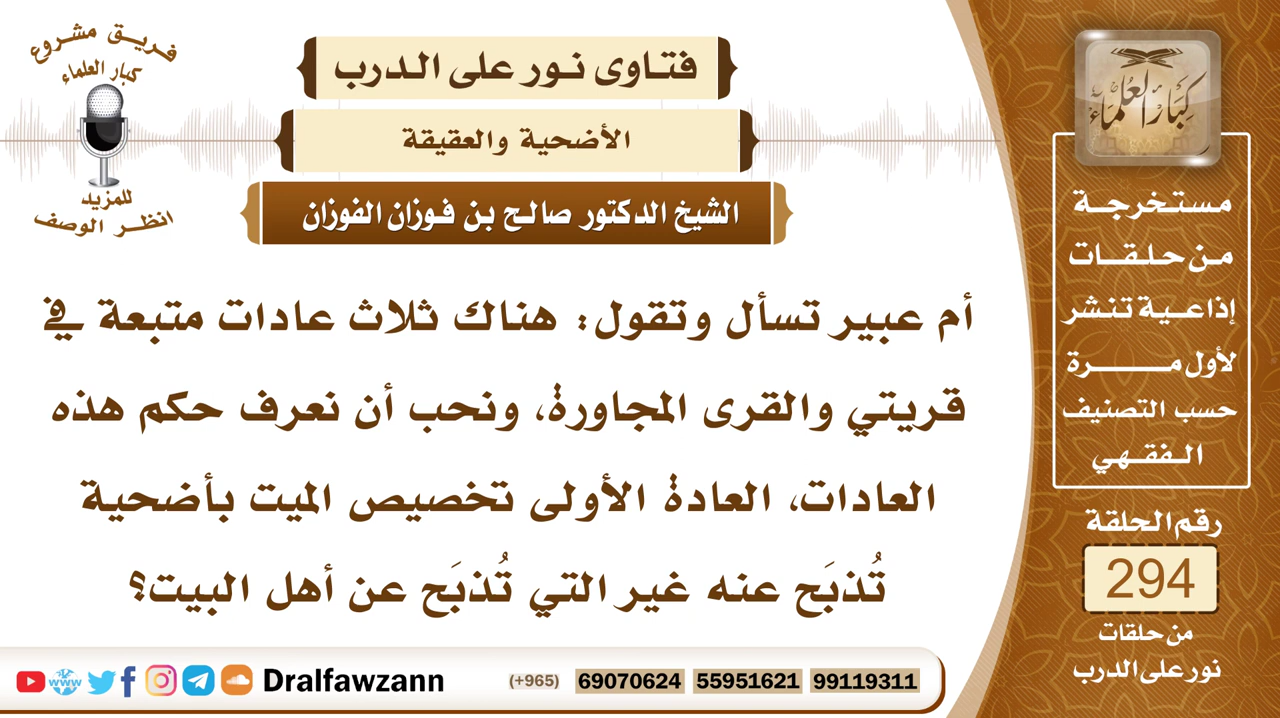 فريق مشروع
كبار العلماء
للمزيد
انظر الوصف
فتاوى نور على الدرب
الأضحية والعقيقة
الشيخ الدكتور صالح بن فوزان الفوزان
أم عبير تسأل وتقول: هناك ثلاث عادات متبعة في
قريتي والقرى المجاورة، ونحب أن نعرف حكم هذه
العادات، العادة الأولى تخصيص الميت بأضحية
تُذبَح عنه غير التي تُذبَح عن أهل البيت؟
كبار العلماء
مستخرجة
من حلقات
إذاعية تنشر
لأول مرة
حسب التصنيف
الفقهي
رقم الحلقة
294
من حلقات
نور على الدرب
www Dralfawzann (+965) 69070624 55951621 99119311